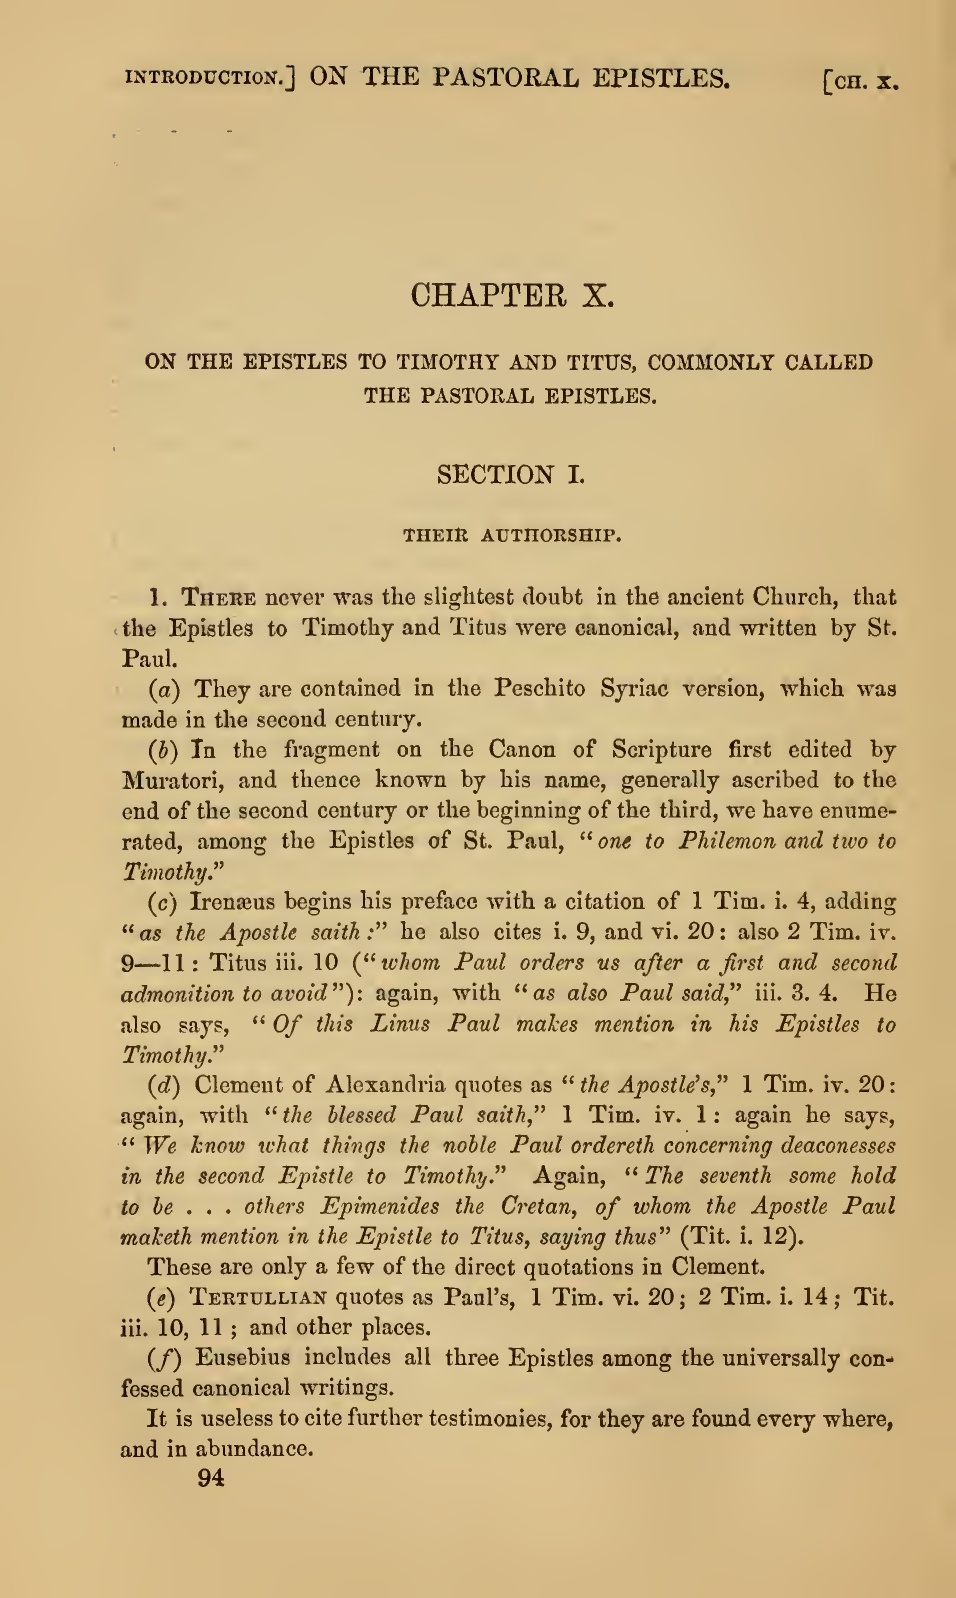 INTRODUCTION.] ON THE PASTORAL EPISTLES. [CH. X.
CHAPTER X.
ON THE EPISTLES TO TIMOTHY AND TITUS, COMMONLY CALLED
THE PASTORAL EPISTLES.
SECTION I.
THEIR AUTHORSHIP.
1. THERE never was the slightest doubt in the ancient Church, that
the Epistles to Timothy and Titus were canonical, and written by St.
Paul.
(a) They are contained in the Peschito Syriac version, which was
made in the second century.
(b) In the fragment on the Canon of Scripture first edited by
Muratori, and thence known by his name, generally ascribed to the
end of the second century or the beginning of the third, we have enume-
rated, among the Epistles of St. Paul, "one to Philemon and two to
Timothy."
(c) Irenæus begins his preface with a citation of 1 Tim. i. 4, adding
"as the Apostle saith:" he also cites i. 9, and vi. 20: also 2 Tim. iv.
9—11: Titus iii. 10 ("whom Paul orders us after a first and second
admonition to avoid"): again, with "as also Paul said," iii. 3. 4. He
also says, "Of this Linus Paul makes mention in his Epistles to
Timothy."
(d) Clement of Alexandria quotes as "the Apostle's," 1 Tim. iv. 20:
again, with "the blessed Paul saith," 1 Tim. iv. 1: again he says,
"We know what things the noble Paul ordereth concerning deaconesses
in the second Epistle to Timothy." Again, "The seventh some hold
to be . . . others Epimenides the Cretan, of whom the Apostle Paul
maketh mention in the Epistle to Titus, saying thus" (Tit. i. 12).
These are only a few of the direct quotations in Clement.
(e) TERTULLIAN quotes as Paul's, 1 Tim. vi. 20; 2 Tim. i. 14; Tit.
iii. 10, 11; and other places.
(f) Eusebius includes all three Epistles among the universally con-
fessed canonical writings.
It is useless to cite further testimonies, for they are found every where,
and in abundance.
94